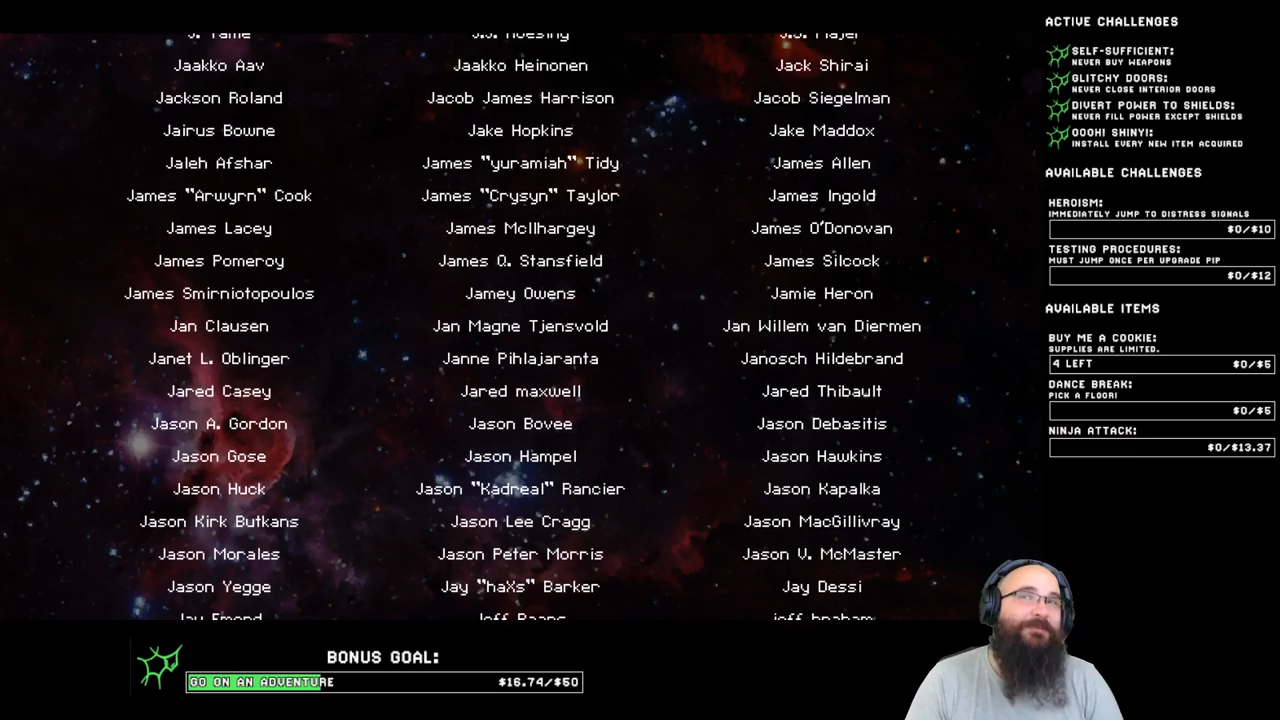 J. Tame J.J. Roesing J.S. Majer
Jaakko Aav Jaakko Heinonen Jack Shirai
Jackson Roland Jacob James Harrison Jacob Siegelman
Jairus Bowne Jake Hopkins Jake Maddox
Jaleh Afshar James "yuramiah" Tidy James Allen
James "Arwyrn" Cook James "Crysyn" Taylor James Ingold
James Lacey James McIlhargey James O'Donovan
James Pomeroy James Q. Stansfield James Silcock
James Smirniotopoulos Jamey Owens Jamie Heron
Jan Clausen Jan Magne Tjensvold Jan Willem van Diermen
Janet L. Oblinger Janne Pihlajaranta Janosch Hildebrand
Jared Casey Jared maxwell Jared Thibault
Jason A. Gordon Jason Bovee Jason Debasitis
Jason Gose Jason Hampel Jason Hawkins
Jason Huck Jason "Kadreal" Rancier Jason Kapalka
Jason Kirk Butkans Jason Lee Cragg Jason MacGillivray
Jason Morales Jason Peter Morris Jason V. McMaster
Jason Yegge Jay "haXs" Barker Jay Dessi
Jay Emond Jeff
ACTIVE CHALLENGES
SELF-SUFFICIENT:
NEVER BUY WEAPONS
GLITCHY DOORS:
NEVER CLOSE INTERIOR DOORS
DIVERT POWER TO SHIELDS:
NEVER FILL POWER EXCEPT SHIELDS
OOOH! SHINY!:
INSTALL EVERY NEW ITEM ACQUIRED
AVAILABLE CHALLENGES
HEROISM:
IMMEDIATELY JUMP TO DISTRESS SIGNALS
$0/$10
TESTING PROCEDURES:
MUST JUMP ONCE PER UPGRADE PIP
$0/$12
AVAILABLE ITEMS
BUY ME A COOKIE:
SUPPLIES ARE LIMITED.
4 LEFT $0/$5
DANCE BREAK:
PICK A FLOOR!
$0/$5
NINJA ATTACK:
$0/$13.37
BONUS GOAL:
GO ON AN ADVENTURE $16.74/$50